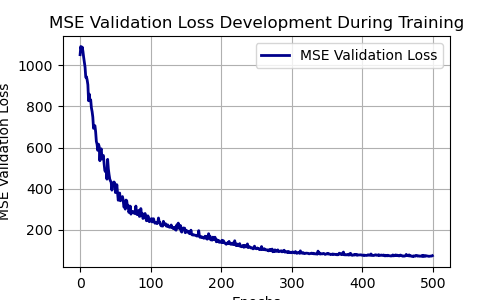 MSE Validation Loss Development During Training
MSE Validation Loss
1000
800
600
400
200
0
100
200
300
400
500
MSE Validation Loss
Epochs